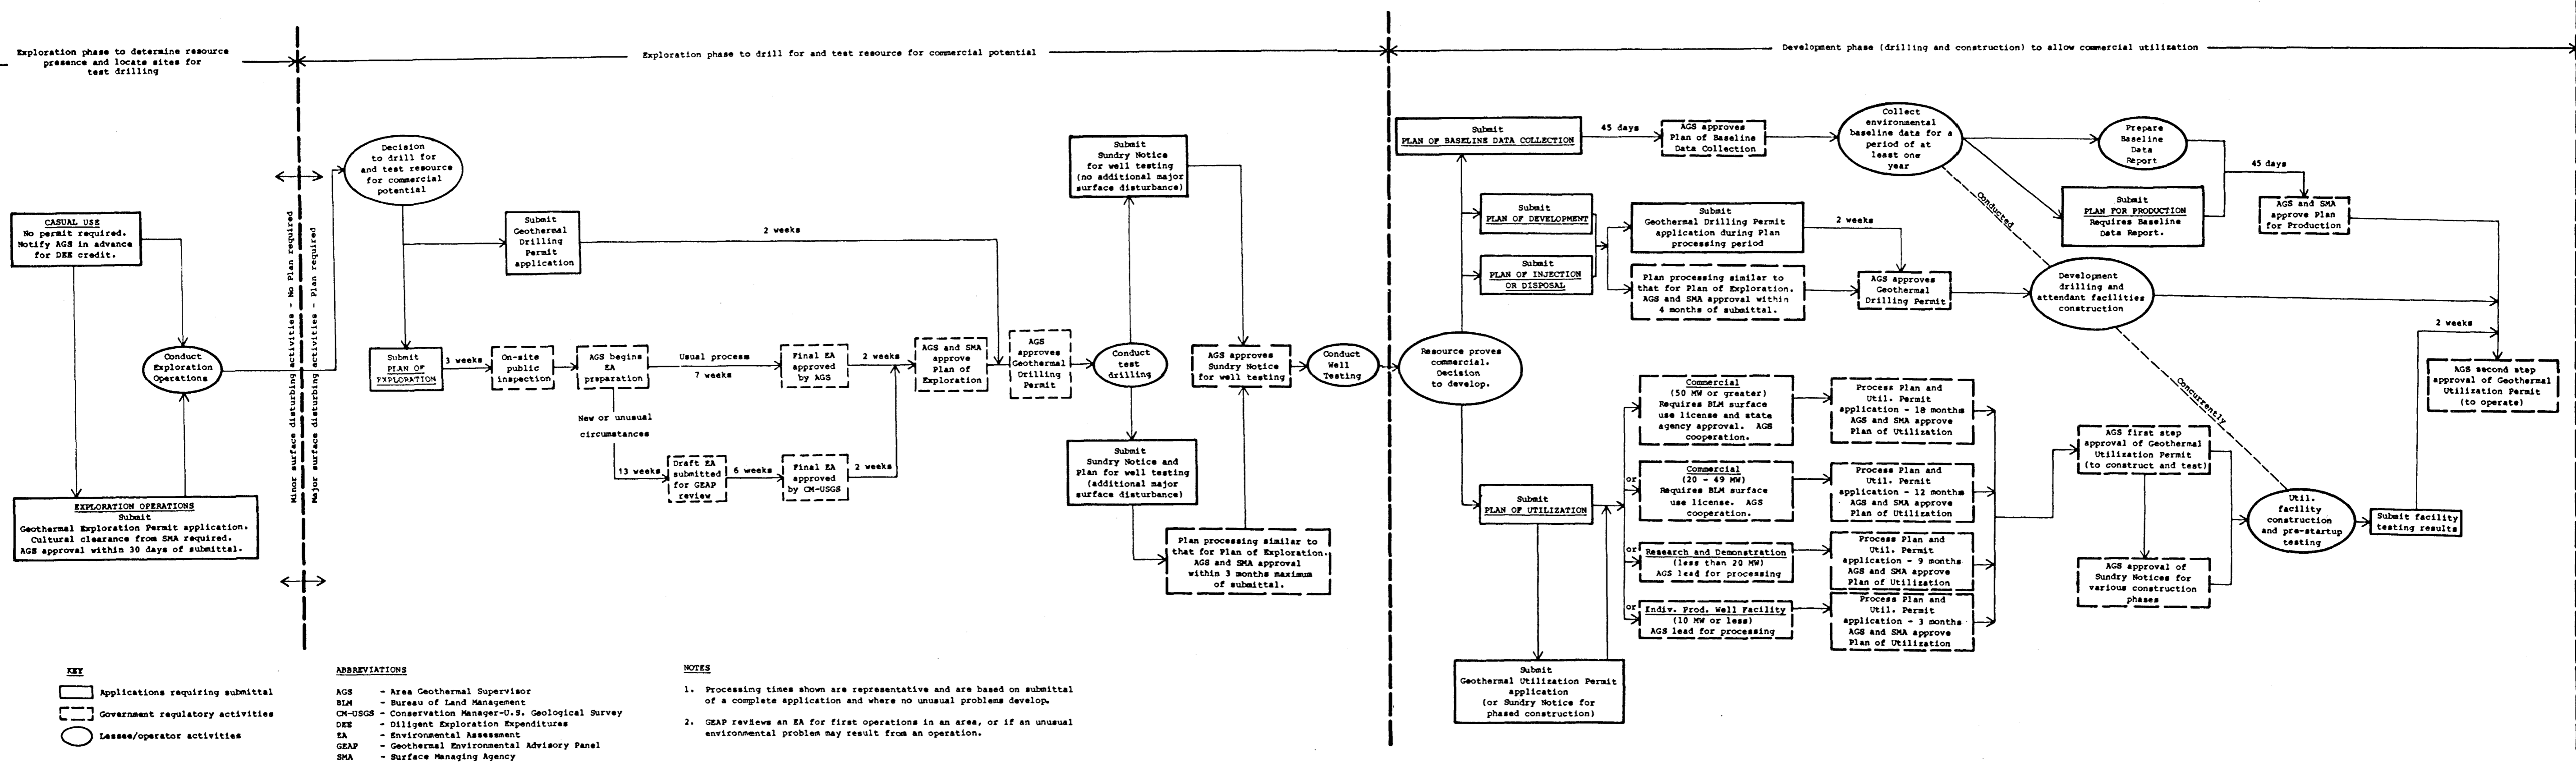 Exploration phase to determine resource
presence and locate sites for
test drilling
Exploration phase to drill for and test resource for commercial potential
Development phase (drilling and construction) to allow commercial utilization
CASUAL USE
No permit required.
Notify AGS in advance
for DEE credit.
Conduct
Exploration
Operations
EXPLORATION OPERATIONS
Submit
Geothermal Exploration Permit application.
Cultural clearance from SMA required.
AGS approval within 30 days of submittal.
Minor surface disturbing activities - No Plan required
Major surface disturbing activities - Plan required
Decision
to drill for
and test resource
for commercial
potential
Submit
Geothermal
Drilling
Permit
application
2 weeks
Submit
PLAN OF
EXPLORATION
3 weeks
On-site
public
inspection
AGS begins
EA
preparation
Usual process
7 weeks
Final EA
approved
by AGS
2 weeks
AGS and SMA
approve
Plan of
Exploration
AGS
approves
Geothermal
Drilling
Permit
New or unusual
circumstances
13 weeks
Draft EA
submitted
for GEAP
review
6 weeks
Final EA
approved
by CM-USGS
2 weeks
Conduct
test
drilling
Submit
Sundry Notice
for well testing
(no additional major
surface disturbance)
Submit
Sundry Notice and
Plan for well testing
(additional major
surface disturbance)
Plan processing similar to
that for Plan of Exploration.
AGS and SMA approval
within 3 months maximum
of submittal.
AGS approves
Sundry Notice
for well testing
Conduct
Well
Testing
Resource proves
commercial.
Decision
to develop.
Submit
PLAN OF BASELINE DATA COLLECTION
45 days
AGS approves
Plan of Baseline
Data Collection
Collect
environmental
baseline data for a
period of at
least one
year
Prepare
Baseline
Data
Report
45 days
Submit
PLAN FOR PRODUCTION
Requires Baseline
Data Report.
AGS and SMA
approve Plan
for Production
Submit
PLAN OF DEVELOPMENT
Submit
PLAN OF INJECTION
OR DISPOSAL
Submit
Geothermal Drilling Permit
application during Plan
processing period
2 weeks
Plan processing similar to
that for Plan of Exploration.
AGS and SMA approval within
4 months of submittal.
AGS approves
Geothermal
Drilling Permit
Conducted
Development
drilling and
attendant facilities
construction
Concurrently
2 weeks
AGS second step
approval of Geothermal
Utilization Permit
(to operate)
Submit
PLAN OF UTILIZATION
Submit
Geothermal Utilization Permit
application
(or Sundry Notice for
phased construction)
Commercial
(50 MW or greater)
Requires BLM surface
use license and state
agency approval. AGS
cooperation.
Process Plan and
Util. Permit
application - 18 months
AGS and SMA approve
Plan of Utilization
or
Commercial
(20 - 49 MW)
Requires BLM surface
use license. AGS
cooperation.
Process Plan and
Util. Permit
application - 12 months
AGS and SMA approve
Plan of Utilization
or
Research and Demonstration
(less than 20 MW)
AGS lead for processing
Process Plan and
Util. Permit
application - 9 months
AGS and SMA approve
Plan of Utilization
or
Indiv. Prod. Well Facility
(10 MW or less)
AGS lead for processing
Process Plan and
Util. Permit
application - 3 months
AGS and SMA approve
Plan of Utilization
AGS first step
approval of Geothermal
Utilization Permit
(to construct and test)
AGS approval of
Sundry Notices for
various construction
phases
Util.
facility
construction
and pre-startup
testing
Submit facility
testing results
KEY
Applications requiring submittal
Government regulatory activities
Lessee/operator activities
ABBREVIATIONS
AGS - Area Geothermal Supervisor
BLM - Bureau of Land Management
CM-USGS - Conservation Manager-U.S. Geological Survey
DEE - Diligent Exploration Expenditures
EA - Environmental Assessment
GEAP - Geothermal Environmental Advisory Panel
SMA - Surface Managing Agency
NOTES
1. Processing times shown are representative and are based on submittal
of a complete application and where no unusual problems develop.
2. GEAP reviews an EA for first operations in an area, or if an unusual
environmental problem may result from an operation.